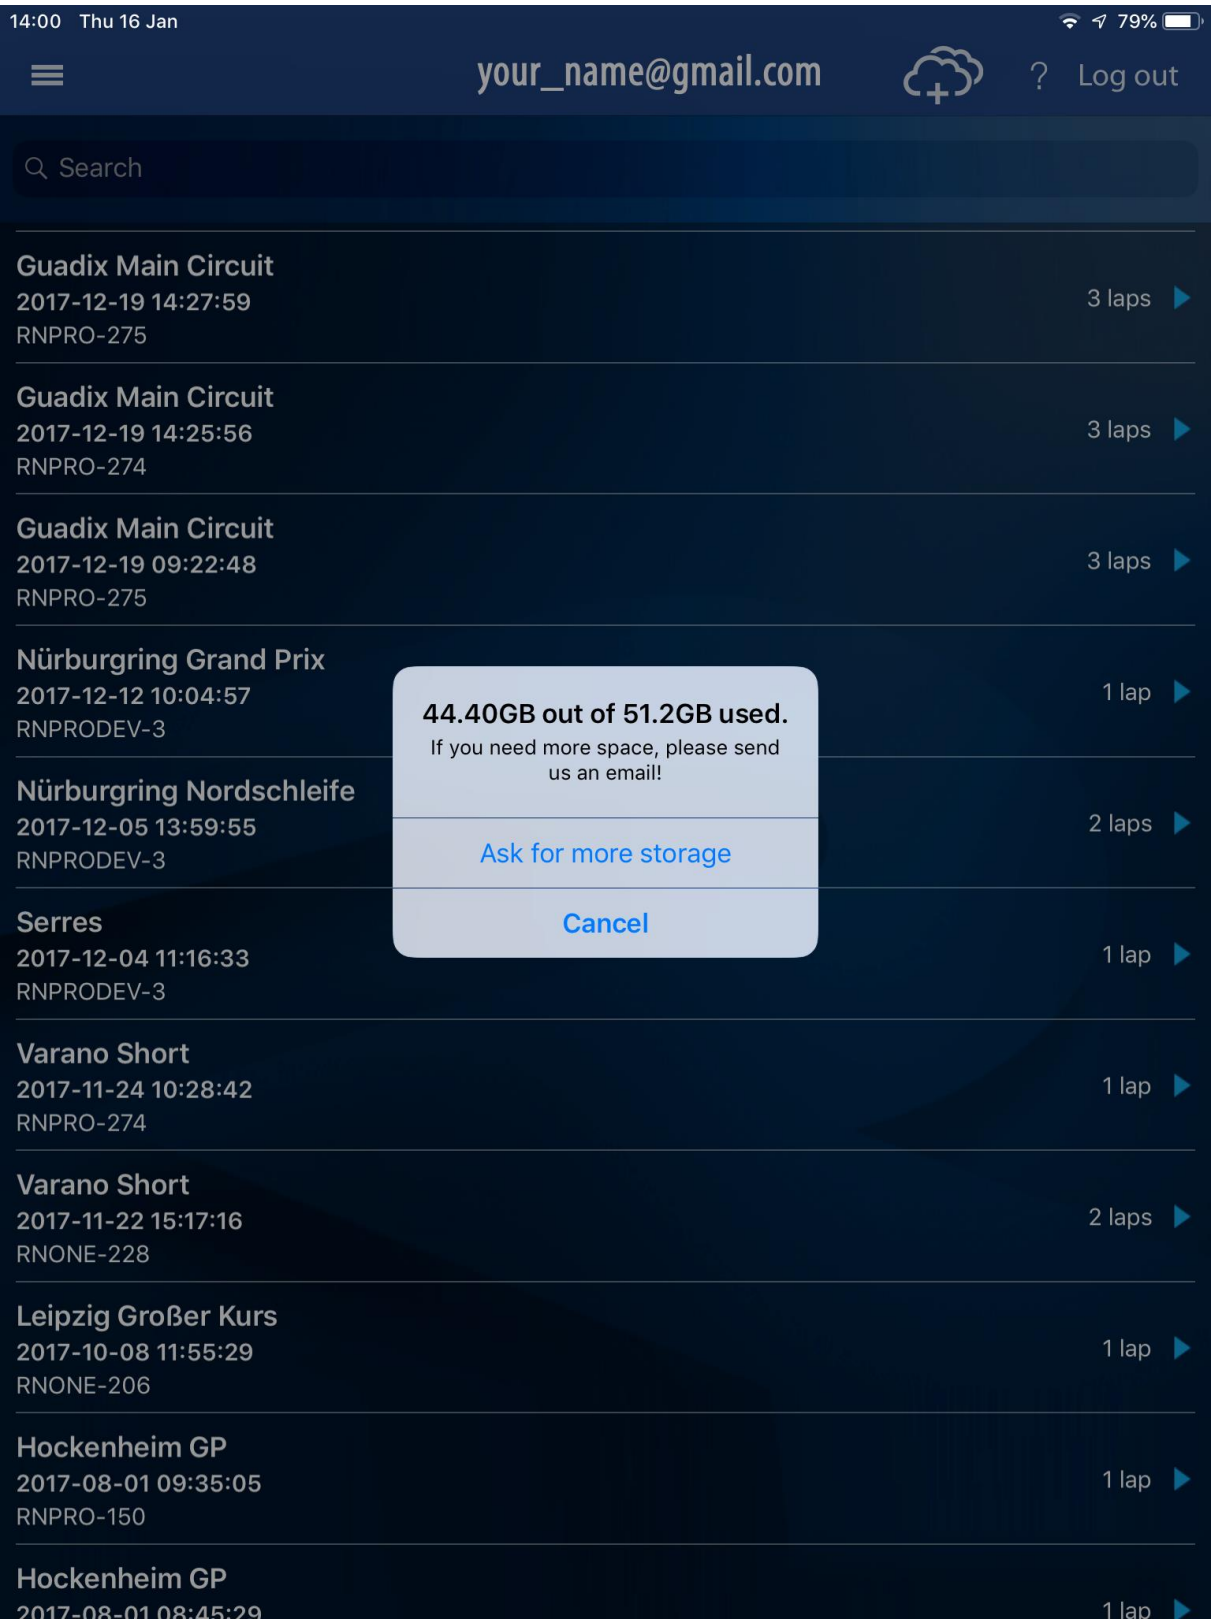 14:00 Thu 16 Jan 79%
your_name@gmail.com ? Log out
Search
Guadix Main Circuit
2017-12-19 14:27:59
RNPRO-275
3 laps
Guadix Main Circuit
2017-12-19 14:25:56
RNPRO-274
3 laps
Guadix Main Circuit
2017-12-19 09:22:48
RNPRO-275
3 laps
Nürburgring Grand Prix
2017-12-12 10:04:57
RNPRODEV-3
1 lap
44.40GB out of 51.2GB used.
If you need more space, please send
us an email!
Ask for more storage
Cancel
Nürburgring Nordschleife
2017-12-05 13:59:55
RNPRODEV-3
2 laps
Serres
2017-12-04 11:16:33
RNPRODEV-3
1 lap
Varano Short
2017-11-24 10:28:42
RNPRO-274
1 lap
Varano Short
2017-11-22 15:17:16
RNONE-228
2 laps
Leipzig Großer Kurs
2017-10-08 11:55:29
RNONE-206
1 lap
Hockenheim GP
2017-08-01 09:35:05
RNPRO-150
1 lap
Hockenheim GP
2017-08-01 08:45:29
1 lap